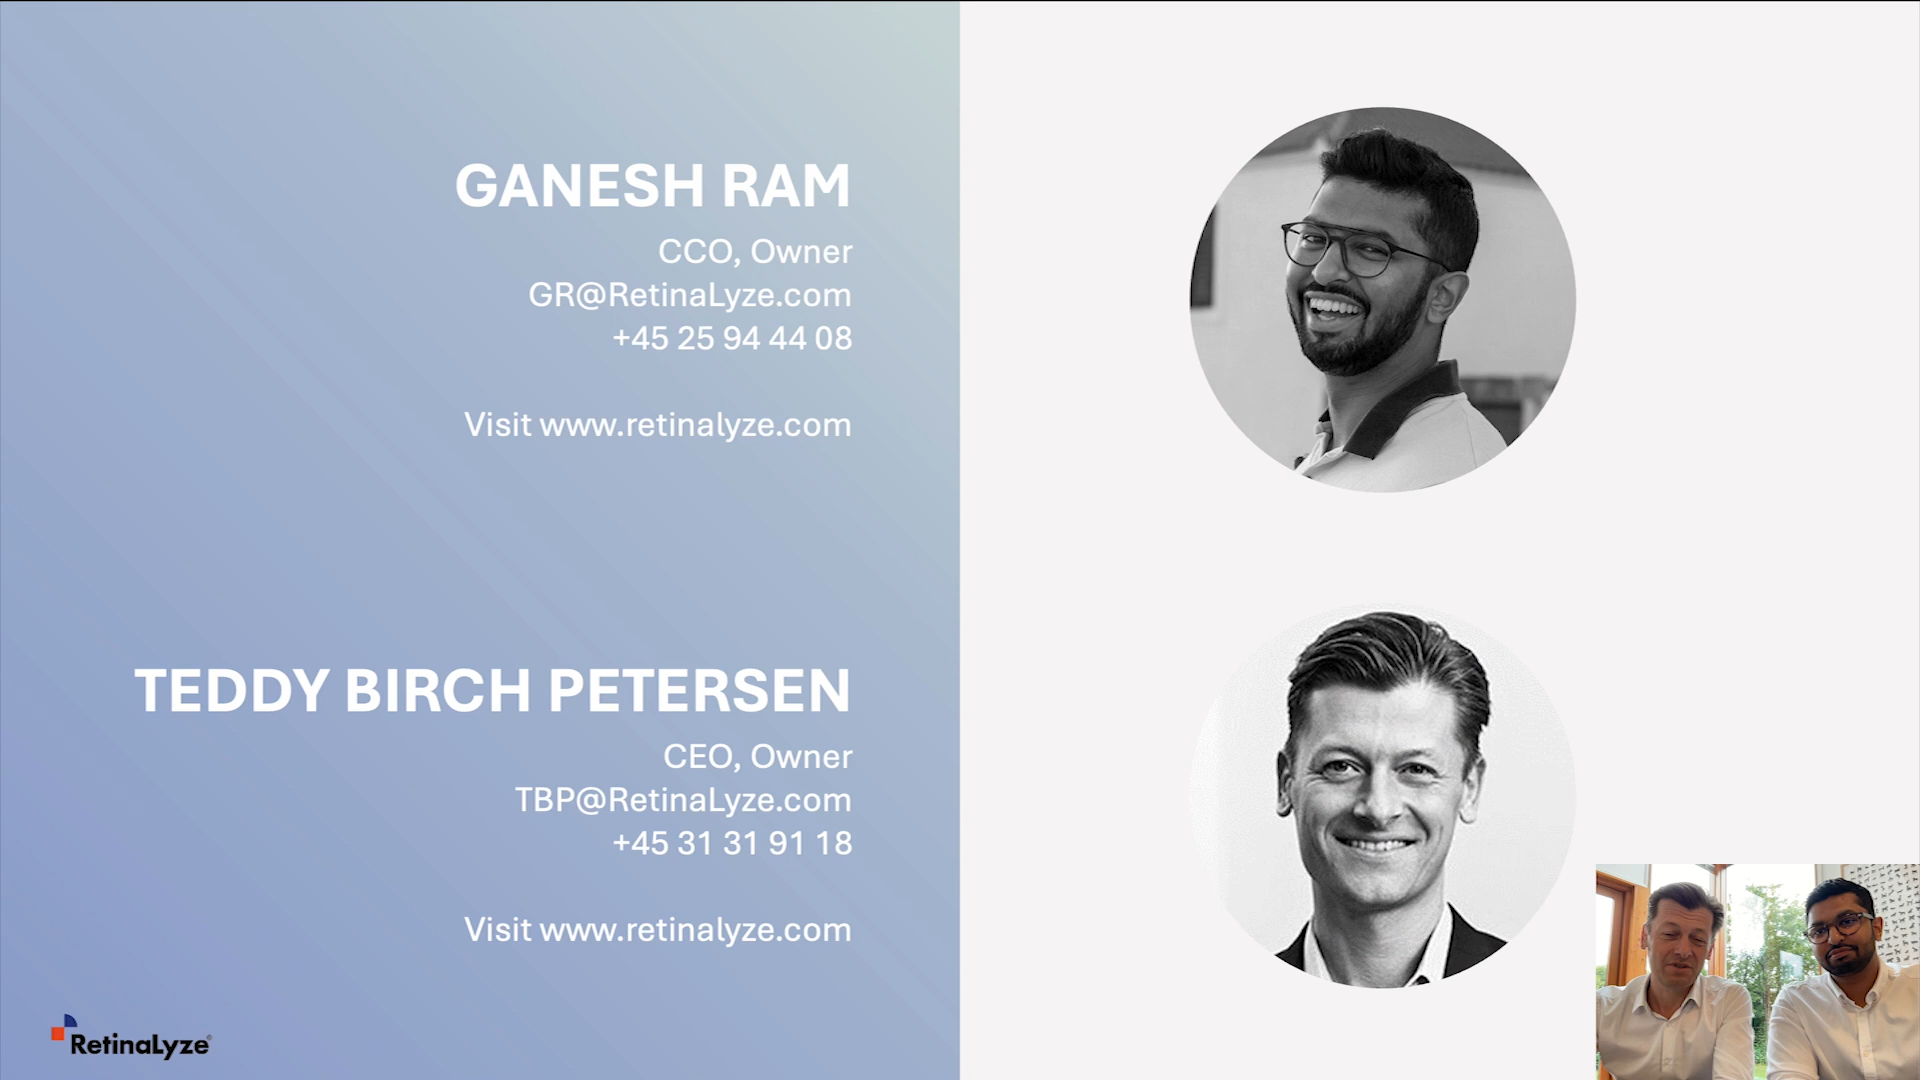 GANESH RAM
CCO, Owner
GR@RetinaLyze.com
+45 25 94 44 08
Visit www.retinalyze.com
TEDDY BIRCH PETERSEN
CEO, Owner
TBP@RetinaLyze.com
+45 31 31 91 18
Visit www.retinalyze.com
RetinaLyze®